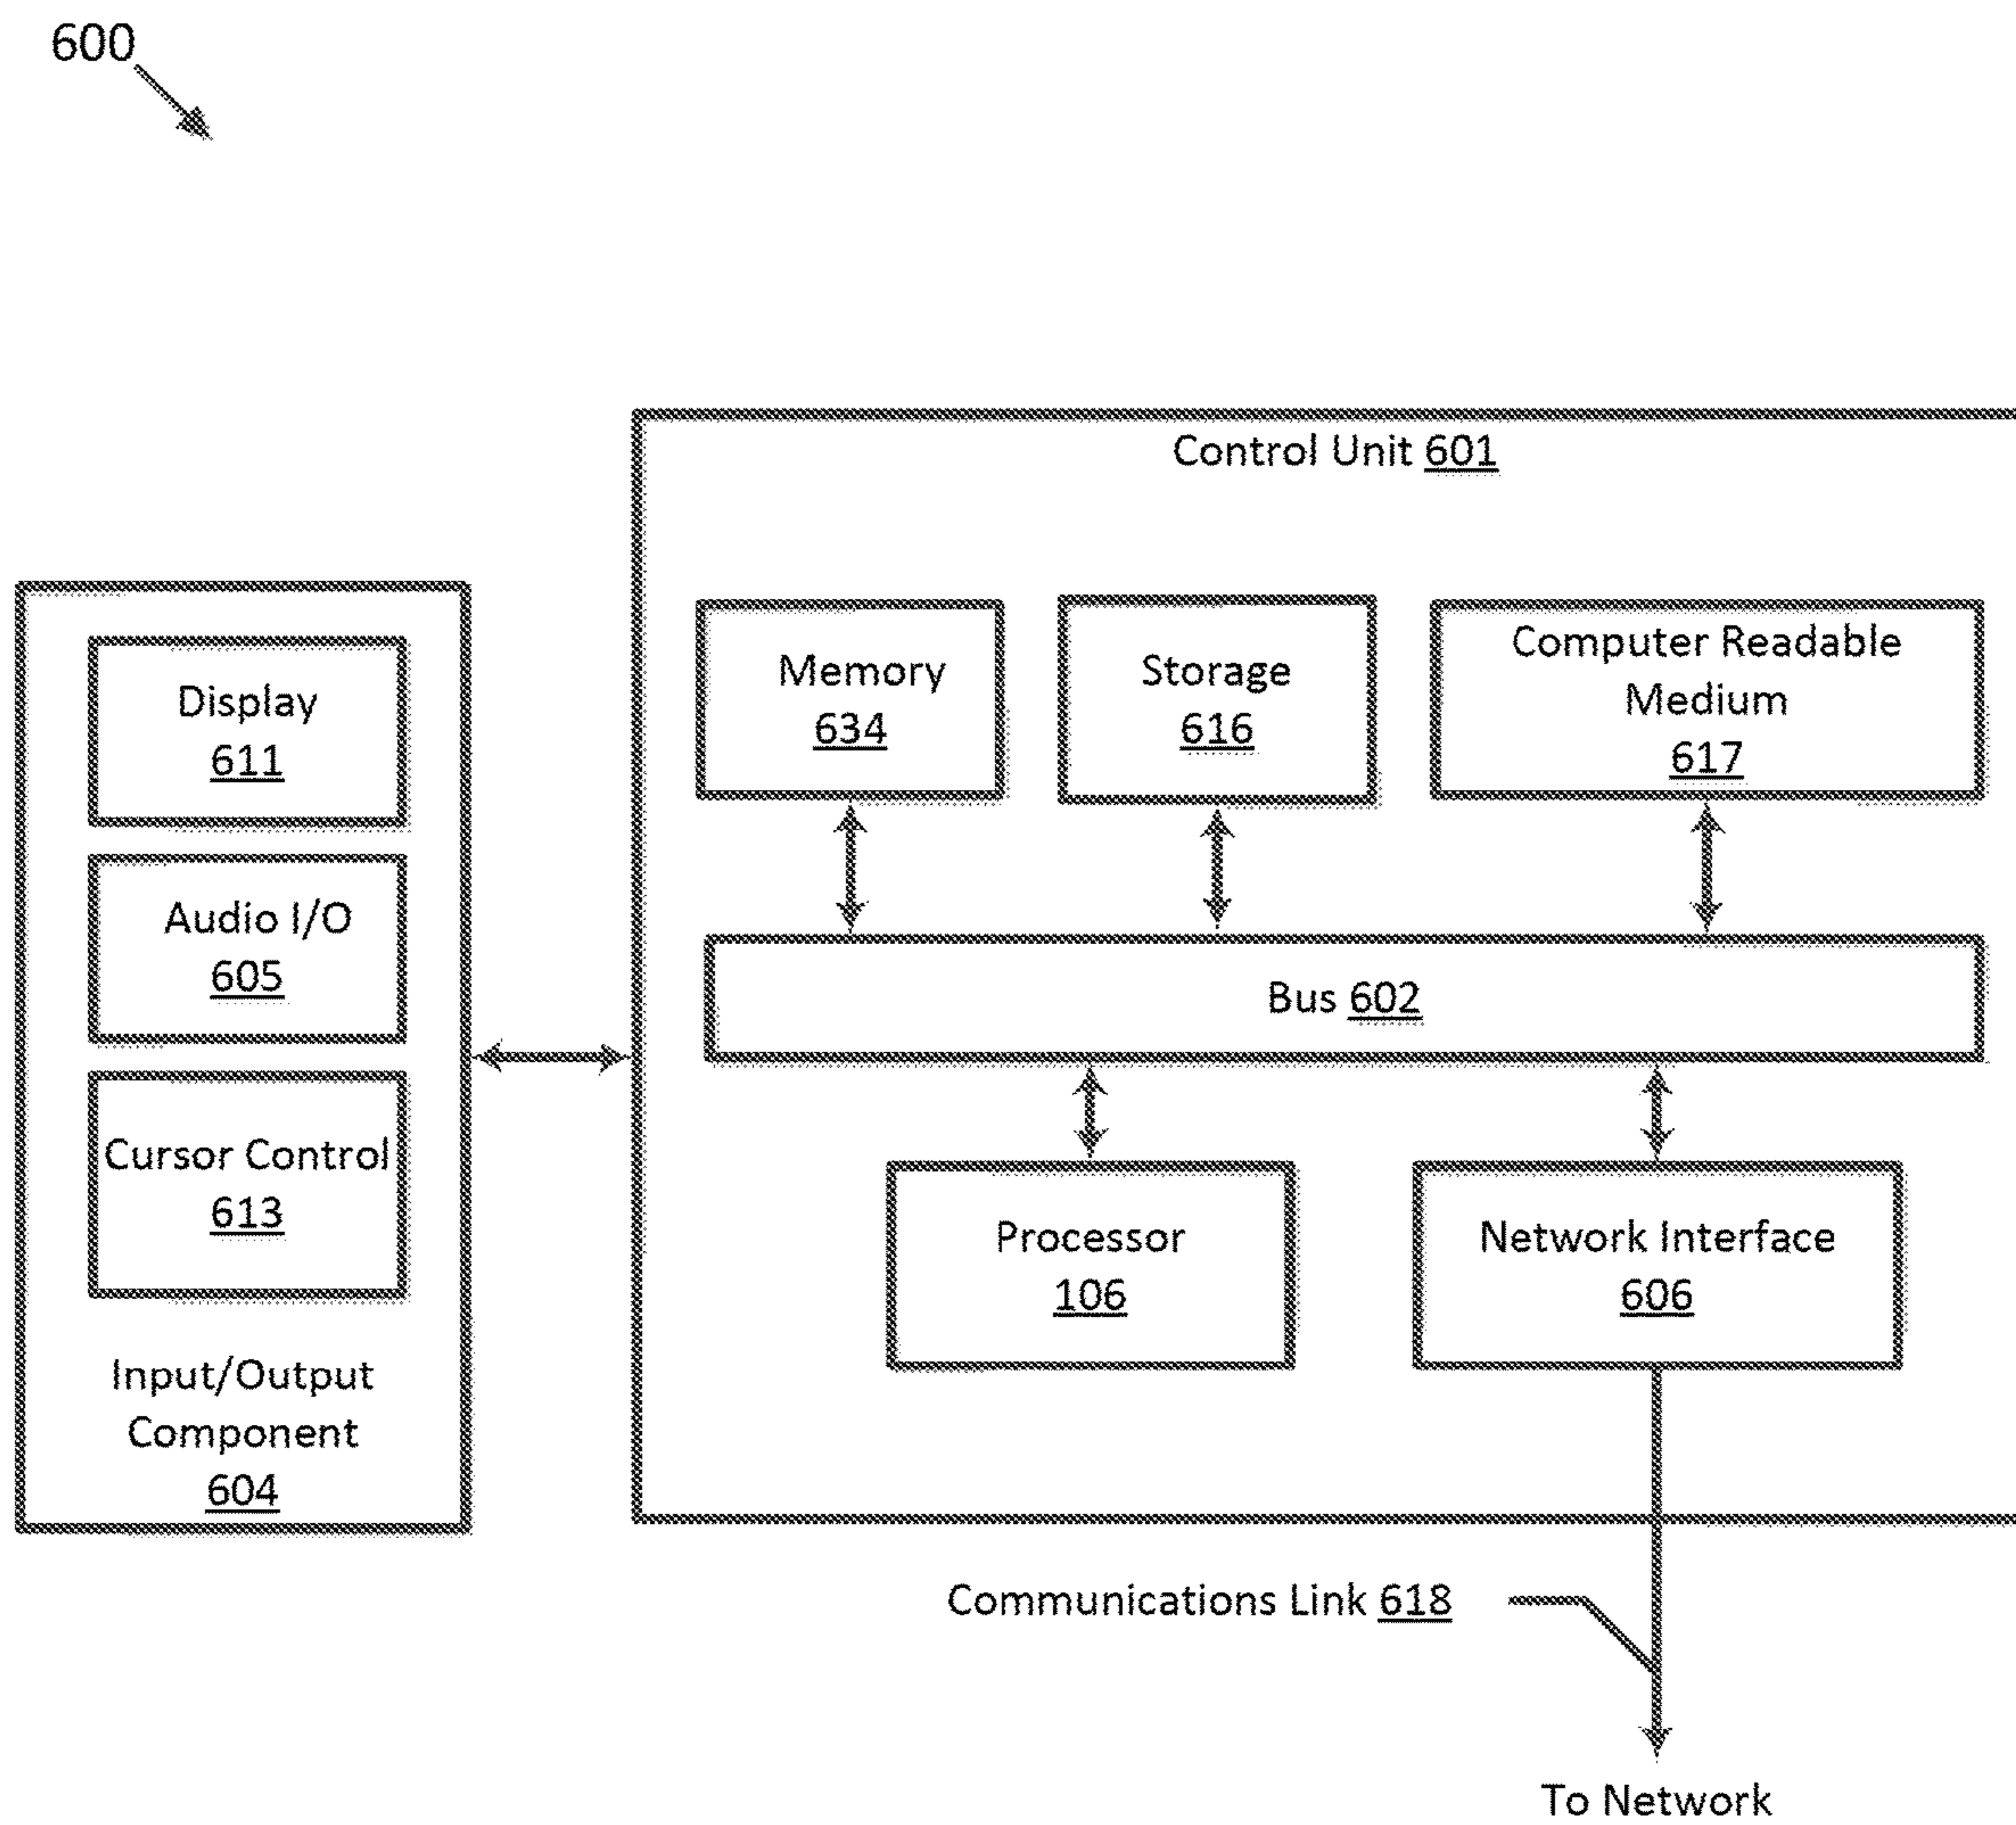 600
Control Unit 601
Memory
634
Storage
616
Computer Readable
Medium
617
Display
611
Audio I/O
605
Cursor Control
613
Input/Output
Component
604
Bus 602
Processor
106
Network Interface
606
Communications Link 618
To Network